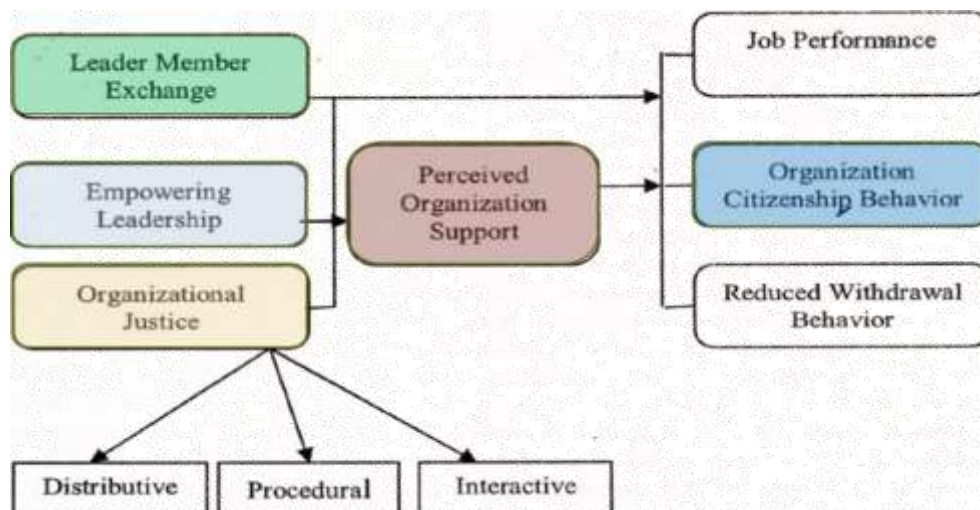 Leader Member
Exchange
Job Performance
Empowering
Leadership
Perceived
Organization
Support
Organization
Citizenship Behavior
Organizational
Justice
Reduced Withdrawal
Behavior
Distributive
Procedural
Interactive